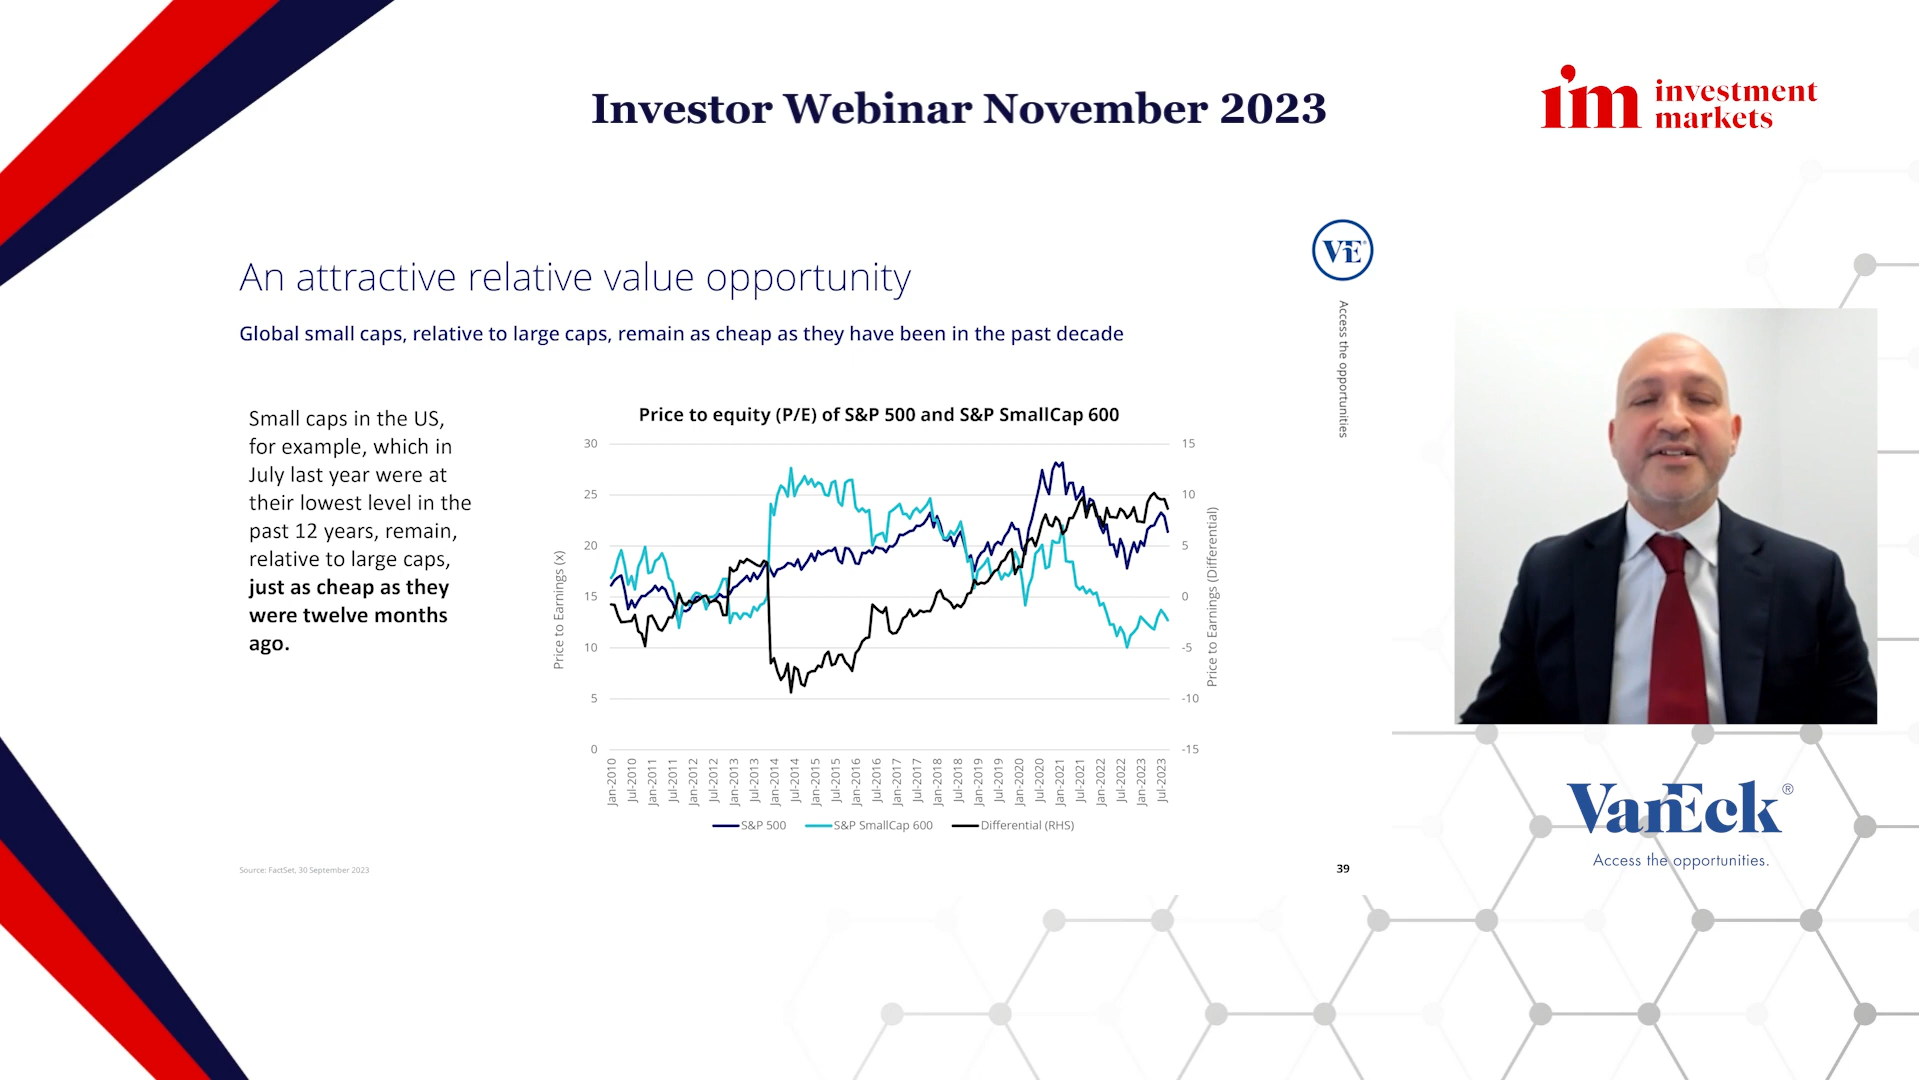 Investor Webinar November 2023
im investment
markets
VE
Access the opportunities
An attractive relative value opportunity
Global small caps, relative to large caps, remain as cheap as they have been in the past decade
Small caps in the US,
for example, which in
July last year were at
their lowest level in the
past 12 years, remain,
relative to large caps,
just as cheap as they
were twelve months
ago.
Price to equity (P/E) of S&P 500 and S&P SmallCap 600
30
25
20
15
10
5
0
Price to Earnings (x)
15
10
5
0
-5
-10
-15
Price to Earnings (Differential)
Jan-2010
Jul-2010
Jan-2011
Jul-2011
Jan-2012
Jul-2012
Jan-2013
Jul-2013
Jan-2014
Jul-2014
Jan-2015
Jul-2015
Jan-2016
Jul-2016
Jan-2017
Jul-2017
Jan-2018
Jul-2018
Jan-2019
Jul-2019
Jan-2020
Jul-2020
Jan-2021
Jul-2021
Jan-2022
Jul-2022
Jan-2023
Jul-2023
S&P 500 S&P SmallCap 600 Differential (RHS)
Source: FactSet, 30 September 2023
39
VanEck®
Access the opportunities.